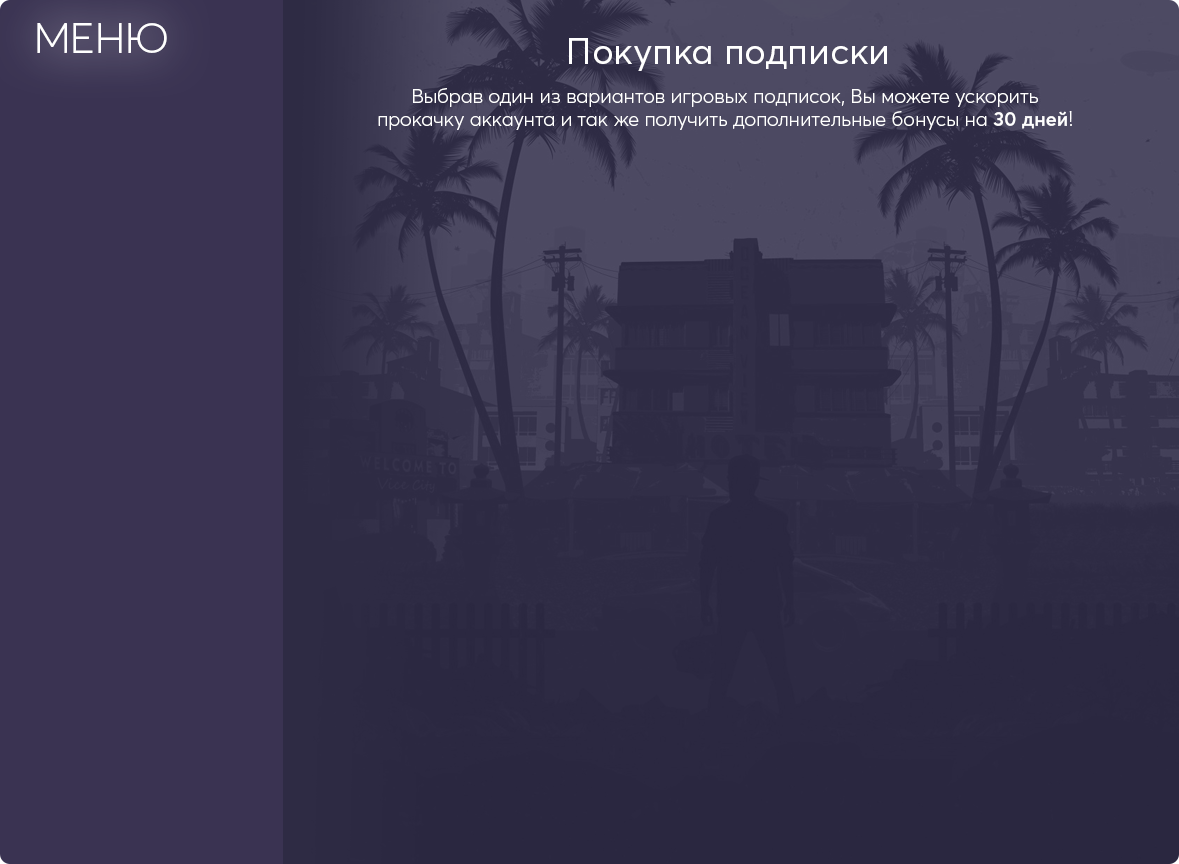 МЕНЮ
Покупка подписки
Выбрав один из вариантов игровых подписок, Вы можете ускорить
прокачку аккаунта и так же получить дополнительные бонусы на 30 дней!
WELCOME TO